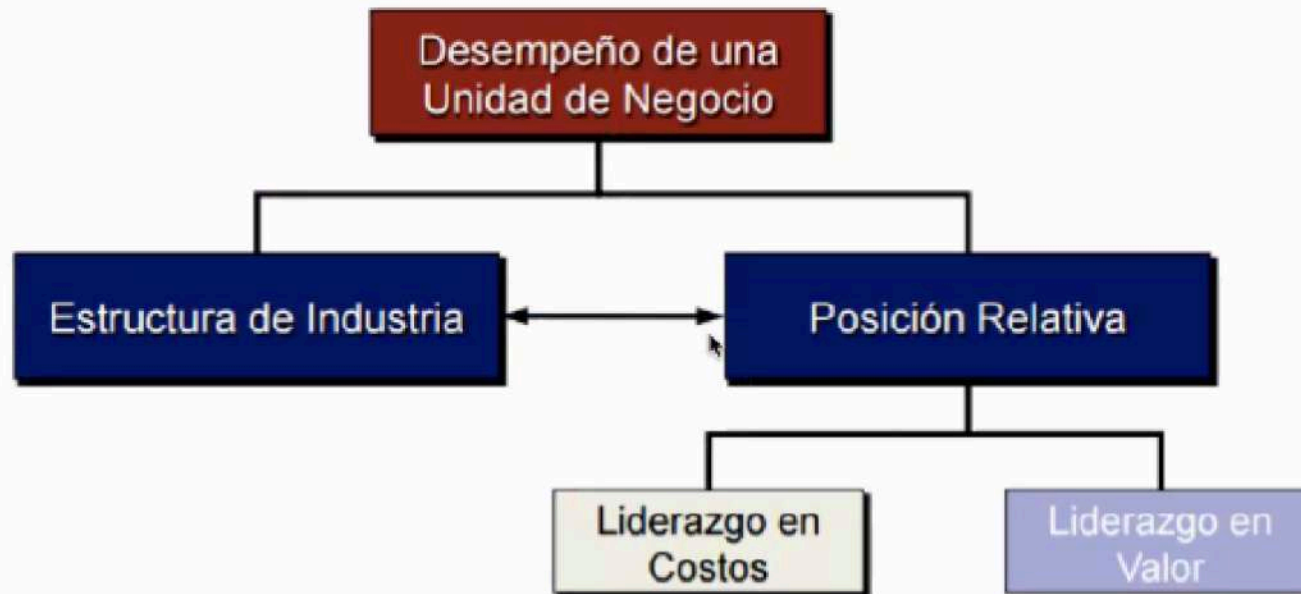 Desempeño de una
Unidad de Negocio
Estructura de Industria
Posición Relativa
Liderazgo en
Costos
Liderazgo en
Valor